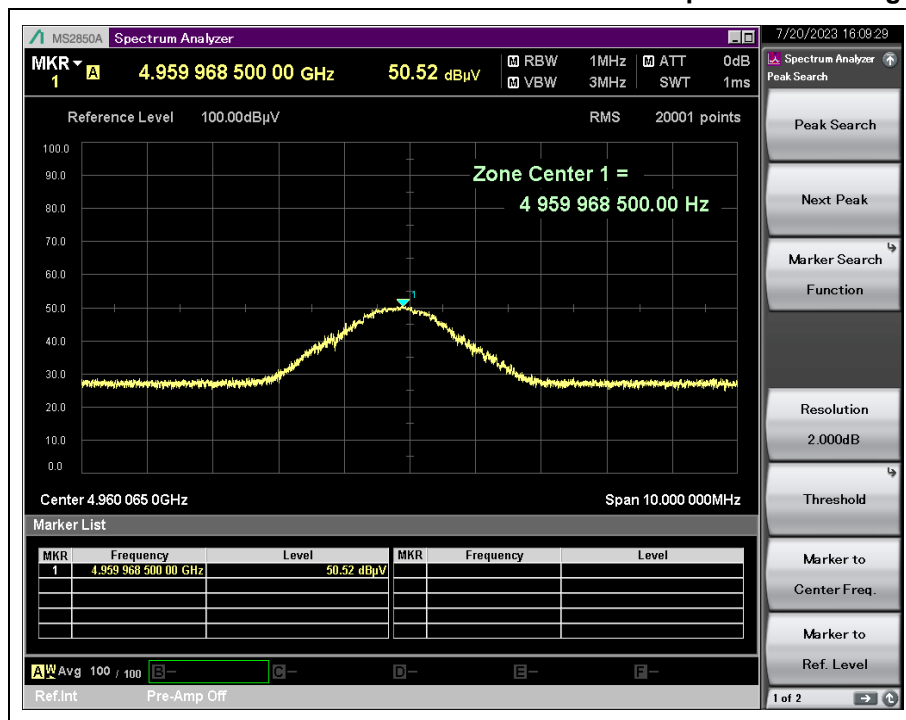 MS2850A Spectrum Analyzer
7/20/2023 16:09:29
MKR 1 A 4.959 968 500 00 GHz 50.52 dBµV
M RBW 1MHz M ATT 0dB
M VBW 3MHz SWT 1ms
Spectrum Analyzer
Peak Search
Reference Level 100.00dBµV RMS 20001 points
100.0
90.0
80.0
70.0
60.0
50.0
40.0
30.0
20.0
10.0
0.0
Zone Center 1 =
4 959 968 500.00 Hz
1
Center 4.960 065 0GHz Span 10.000 000MHz
Marker List
MKR Frequency Level MKR Frequency Level
1 4.959 968 500 00 GHz 50.52 dBµV
A W Avg 100 / 100 B- C- D- E- F-
Ref.Int Pre-Amp Off
Peak Search
Next Peak
Marker Search
Function
Resolution
2.000dB
Threshold
Marker to
Center Freq.
Marker to
Ref. Level
1 of 2